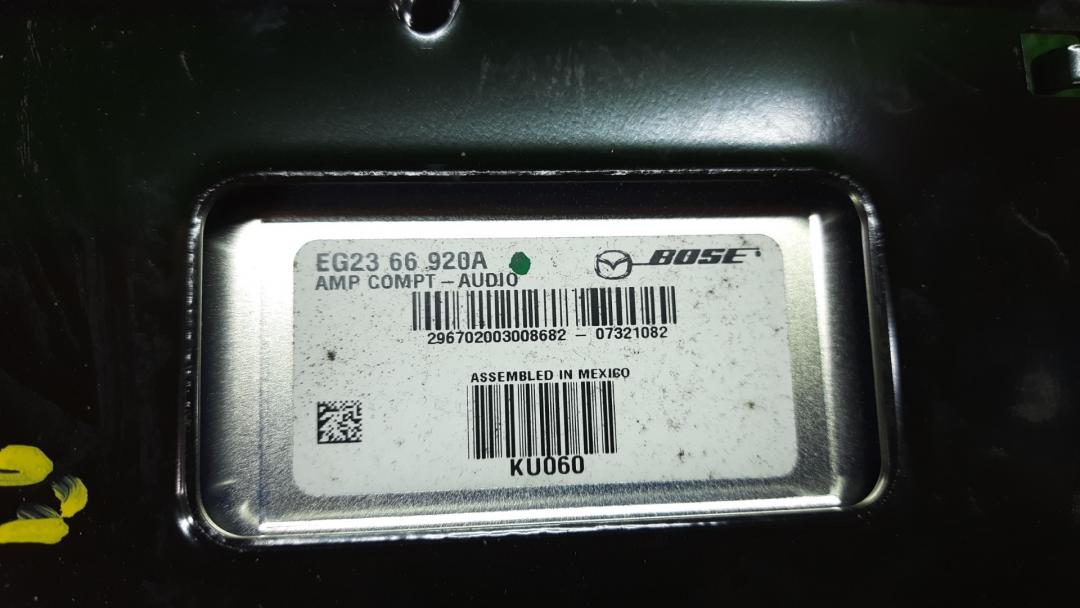 EG23 66 920A
BOSE
AMP COMPT - AUDIO
296702003008682 - 07321082
ASSEMBLED IN MEXICO
KU060